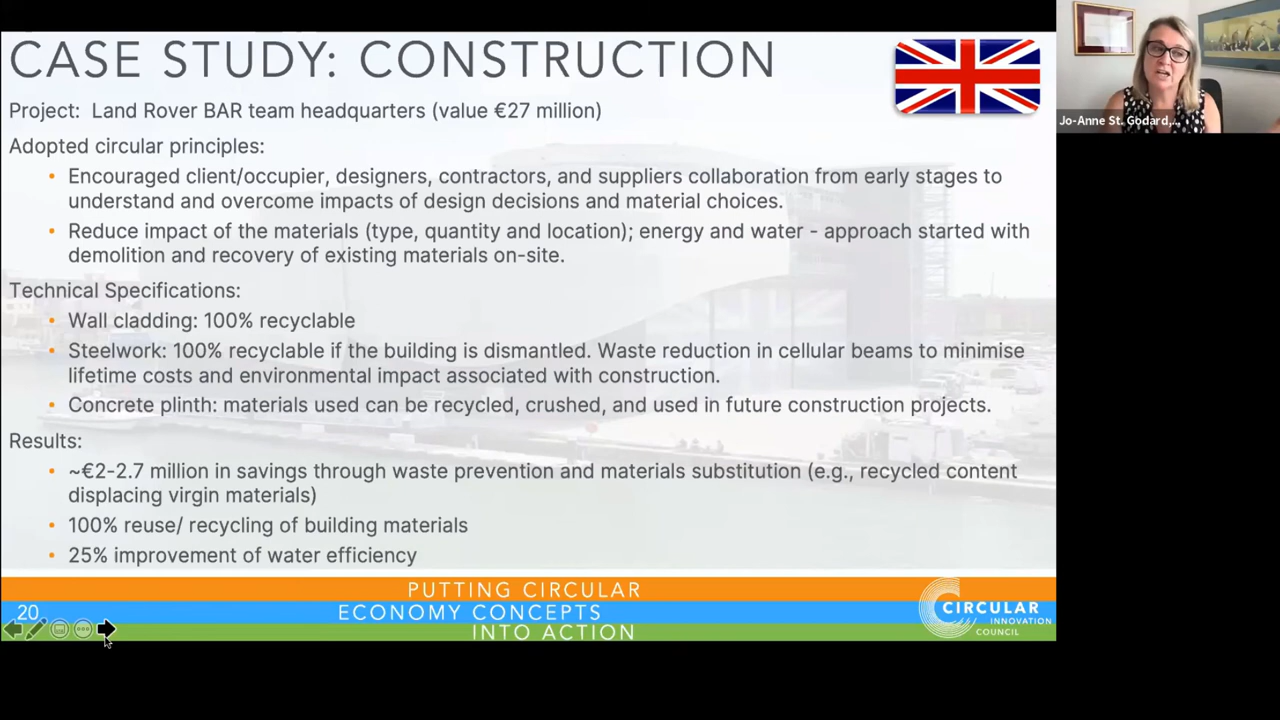 CASE STUDY: CONSTRUCTION
Project: Land Rover BAR team headquarters (value €27 million)
Adopted circular principles:
• Encouraged client/occupier, designers, contractors, and suppliers collaboration from early stages to
understand and overcome impacts of design decisions and material choices.
• Reduce impact of the materials (type, quantity and location); energy and water - approach started with
demolition and recovery of existing materials on-site.
Technical Specifications:
• Wall cladding: 100% recyclable
• Steelwork: 100% recyclable if the building is dismantled. Waste reduction in cellular beams to minimise
lifetime costs and environmental impact associated with construction.
• Concrete plinth: materials used can be recycled, crushed, and used in future construction projects.
Results:
• ~€2-2.7 million in savings through waste prevention and materials substitution (e.g., recycled content
displacing virgin materials)
• 100% reuse/ recycling of building materials
• 25% improvement of water efficiency
PUTTING CIRCULAR
ECONOMY CONCEPTS
INTO ACTION
20
CIRCULAR
INNOVATION
COUNCIL
Jo-Anne St. Godard,...